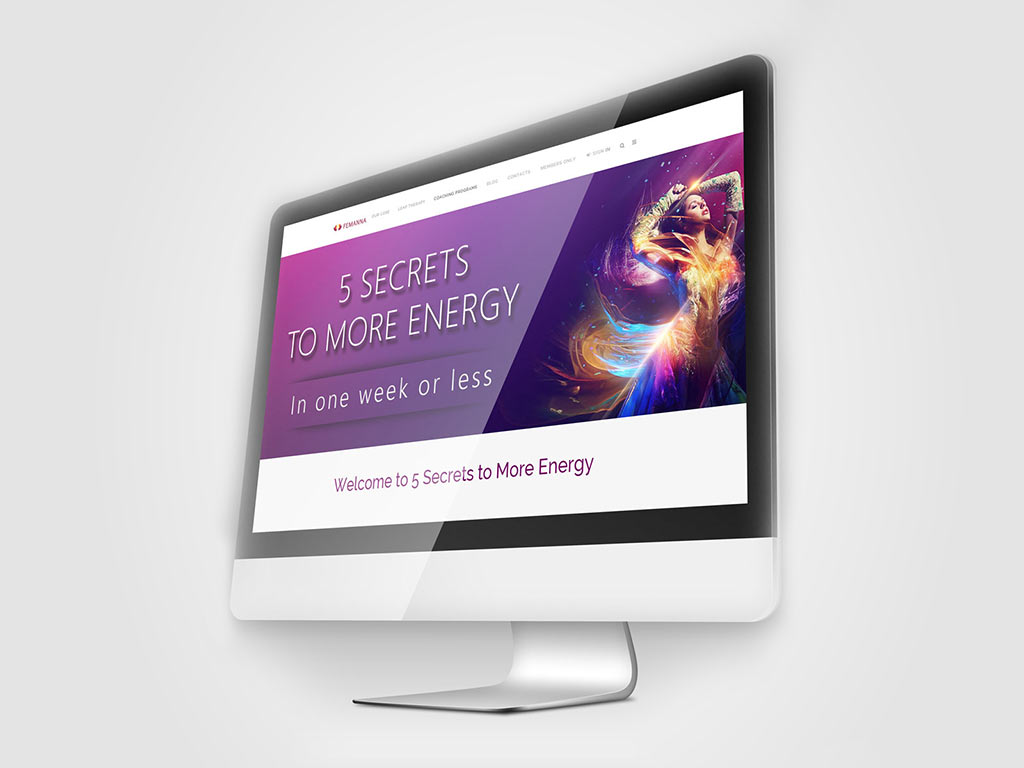 FEMANNA OUR LOGO LEAP THERAPY COACHING PROGRAMS BLOG CONTACTS MEMBERS ONLY SIGN IN
5 SECRETS
TO MORE ENERGY
In one week or less
Welcome to 5 Secrets to More Energy